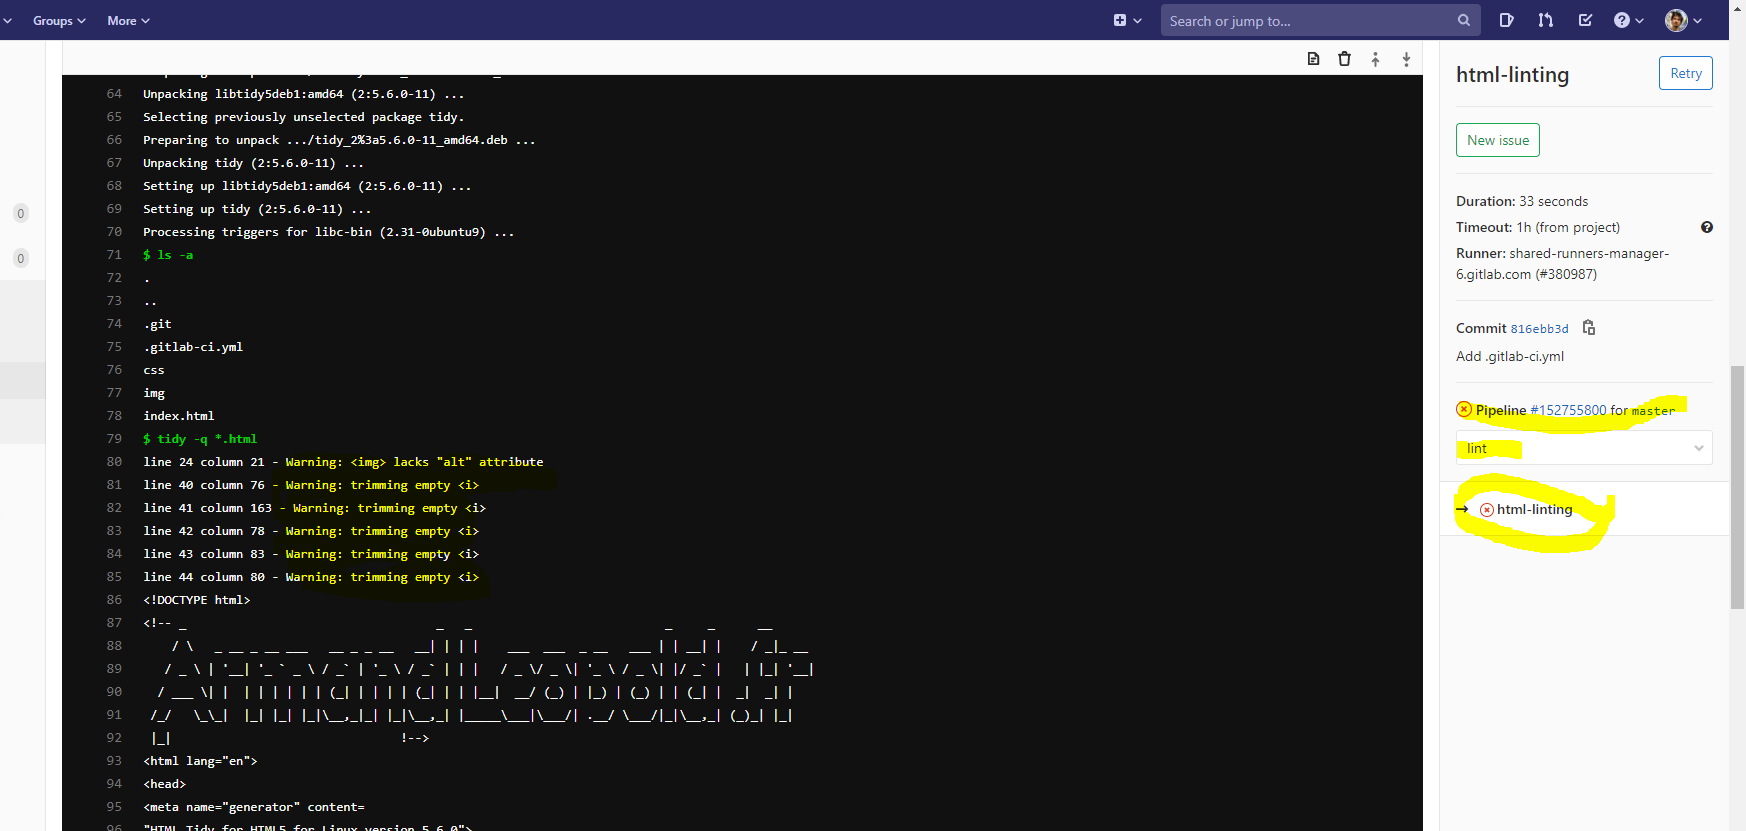 Groups
More
Search or jump to...
html-linting
Retry
64 Unpacking libtidy5deb1:amd64 (2:5.6.0-11) ...
65 Selecting previously unselected package tidy.
66 Preparing to unpack .../tidy_2%3a5.6.0-11_amd64.deb ...
67 Unpacking tidy (2:5.6.0-11) ...
68 Setting up libtidy5deb1:amd64 (2:5.6.0-11) ...
69 Setting up tidy (2:5.6.0-11) ...
70 Processing triggers for libc-bin (2.31-0ubuntu9) ...
71 $ ls -a
72 .
73 ..
74 .git
75 .gitlab-ci.yml
76 css
77 img
78 index.html
79 $ tidy -q *.html
80 line 24 column 21 - Warning: <img> lacks "alt" attribute
81 line 40 column 76 - Warning: trimming empty <i>
82 line 41 column 163 - Warning: trimming empty <i>
83 line 42 column 78 - Warning: trimming empty <i>
84 line 43 column 83 - Warning: trimming empty <i>
85 line 44 column 80 - Warning: trimming empty <i>
86 <!DOCTYPE html>
87 <!--
88
89
90
91
92 !-->
93 <html lang="en">
94 <head>
95 <meta name="generator" content=
96 "HTML Tidy for HTML5 for Linux version 5.6.0">
0
0
New issue
Duration: 33 seconds
Timeout: 1h (from project)
Runner: shared-runners-manager-
6.gitlab.com (#380987)
Commit 816ebb3d
Add .gitlab-ci.yml
Pipeline #152755800 for master
lint
→ html-linting